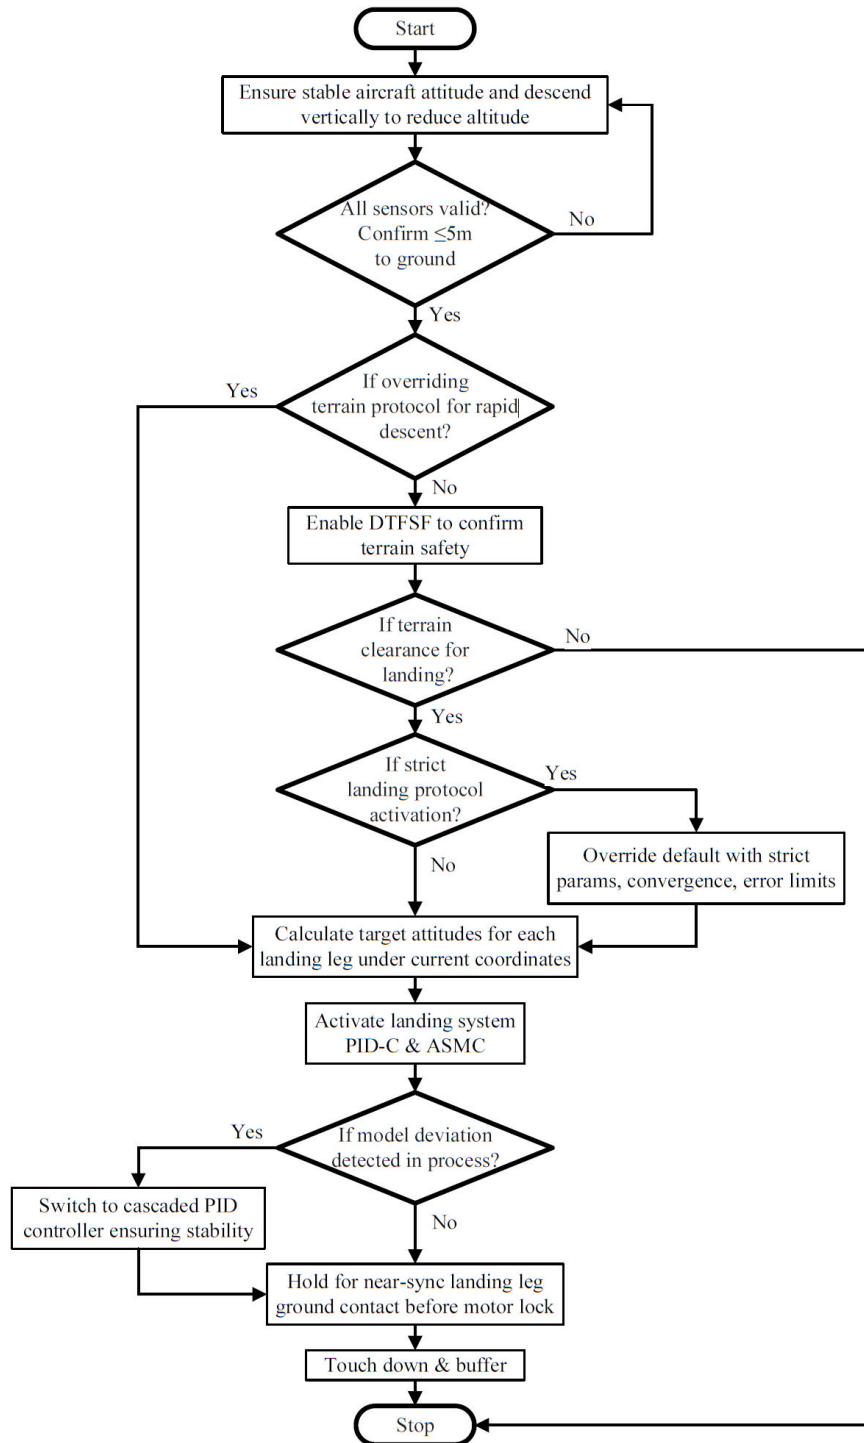 Start
Ensure stable aircraft attitude and descend
vertically to reduce altitude
All sensors valid?
Confirm ≤5m
to ground
No
Yes
If overriding
terrain protocol for rapid
descent?
Yes
No
Enable DTFSF to confirm
terrain safety
If terrain
clearance for
landing?
No
Yes
If strict
landing protocol
activation?
Yes
No
Override default with strict
params, convergence, error limits
Calculate target attitudes for each
landing leg under current coordinates
Activate landing system
PID-C & ASMC
If model deviation
detected in process?
Yes
No
Switch to cascaded PID
controller ensuring stability
Hold for near-sync landing leg
ground contact before motor lock
Touch down & buffer
Stop